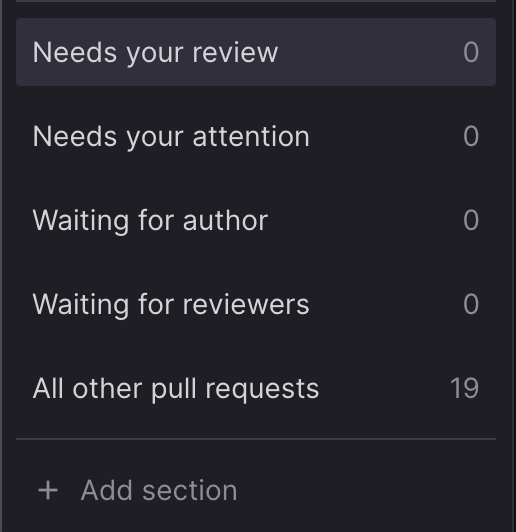 Needs your review 0
Needs your attention 0
Waiting for author 0
Waiting for reviewers 0
All other pull requests 19
+ Add section